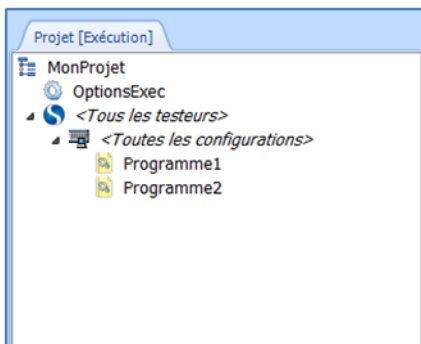 Projet [Exécution]
MonProjet
OptionsExec
<Tous les testeurs>
<Toutes les configurations>
Programme1
Programme2